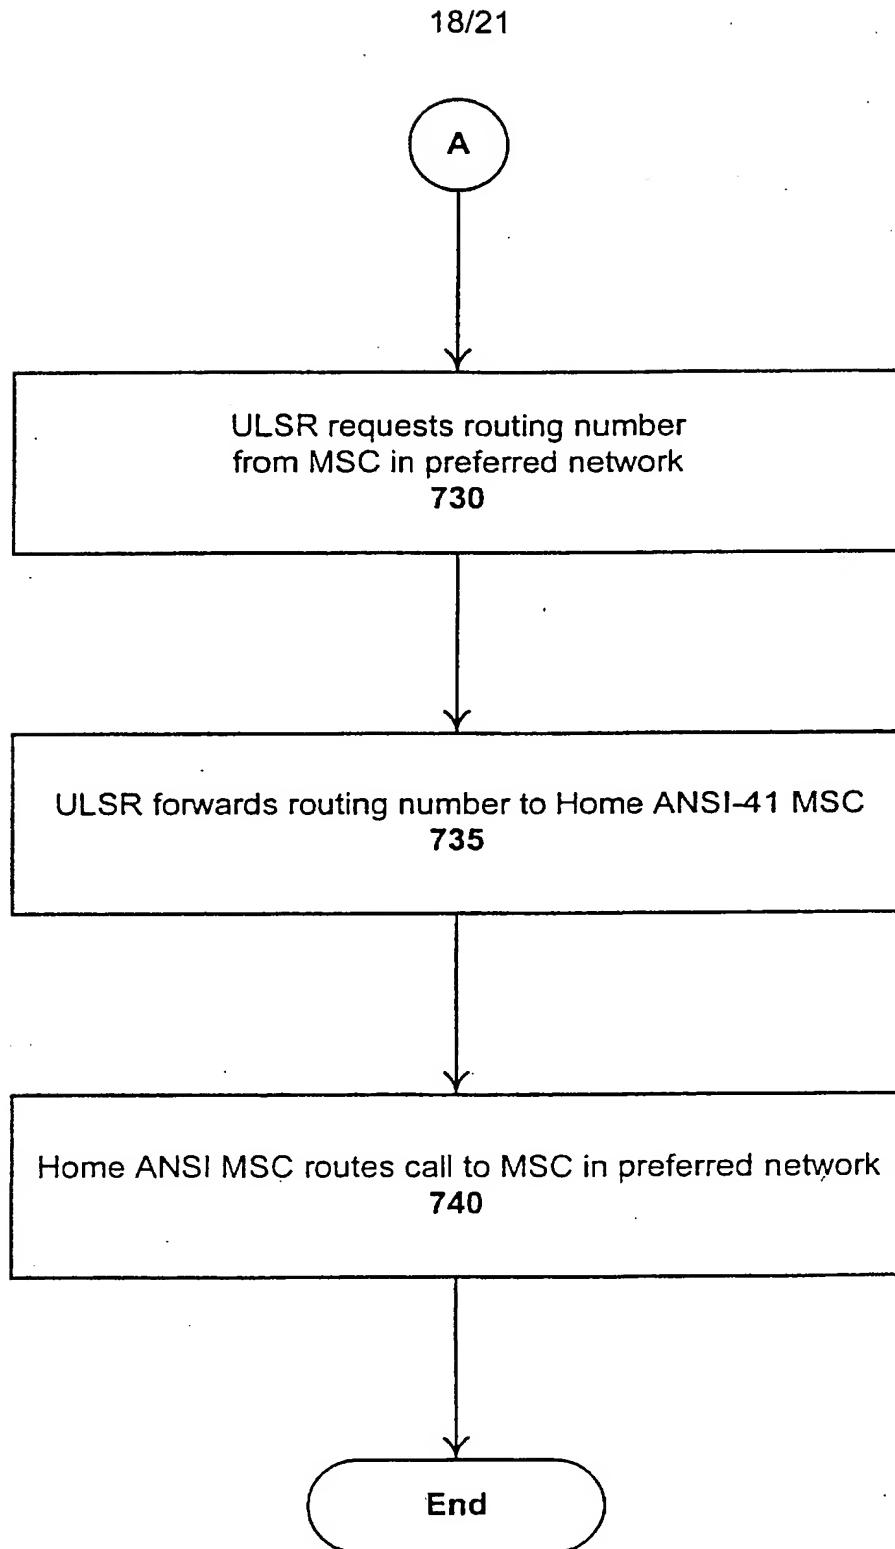 18/21
A
ULSR requests routing number
from MSC in preferred network
730
ULSR forwards routing number to Home ANSI-41 MSC
735
Home ANSI MSC routes call to MSC in preferred network
740
End